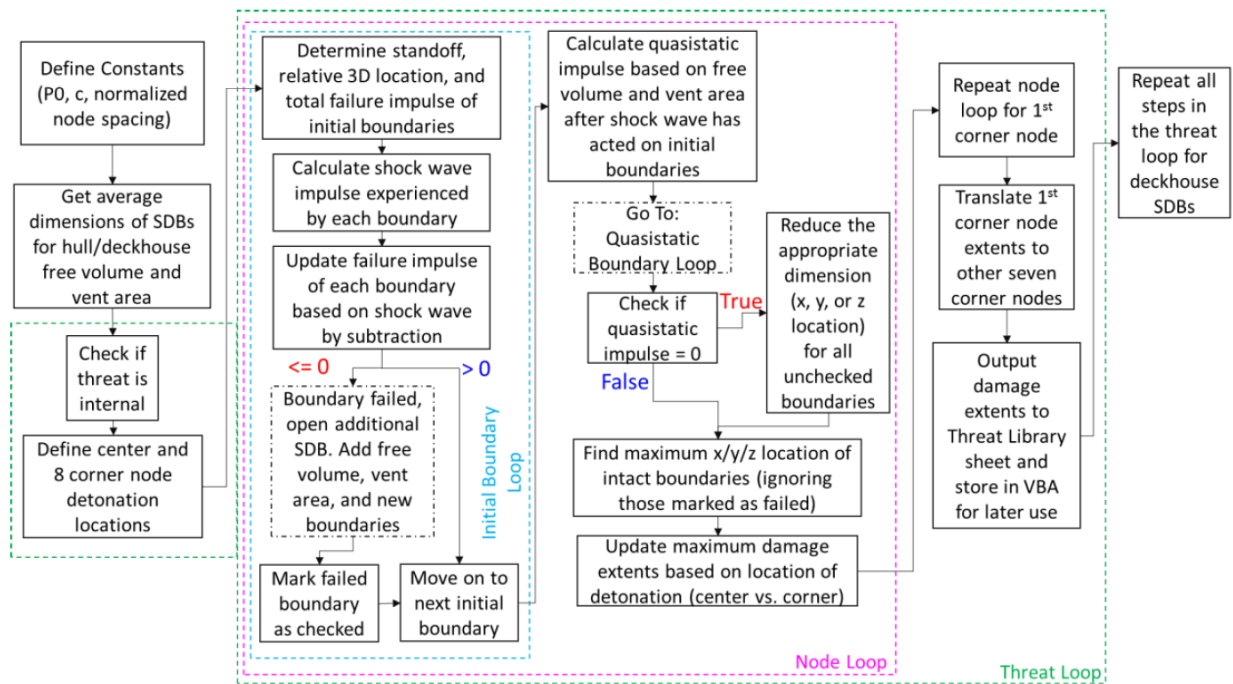 Define Constants
(P0, c, normalized
node spacing)
Get average
dimensions of SDBs
for hull/deckhouse
free volume and
vent area
Check if
threat is
internal
Define center and
8 corner node
detonation
locations
Determine standoff,
relative 3D location, and
total failure impulse of
initial boundaries
Calculate shock wave
impulse experienced
by each boundary
Update failure impulse
of each boundary
based on shock wave
by subtraction
<= 0
> 0
Boundary failed,
open additional
SDB. Add free
volume, vent
area, and new
boundaries
Mark failed
boundary
as checked
Move on to
next initial
boundary
Initial Boundary
Loop
Calculate quasistatic
impulse based on free
volume and vent area
after shock wave has
acted on initial
boundaries
Go To:
Quasistatic
Boundary Loop
Check if
quasistatic
impulse = 0
True
False
Reduce the
appropriate
dimension
(x, y, or z
location)
for all
unchecked
boundaries
Find maximum x/y/z location of
intact boundaries (ignoring
those marked as failed)
Update maximum damage
extents based on location of
detonation (center vs. corner)
Node Loop
Repeat node
loop for 1st
corner node
Translate 1st
corner node
extents to
other seven
corner nodes
Output
damage
extents to
Threat Library
sheet and
store in VBA
for later use
Threat Loop
Repeat all
steps in
the threat
loop for
deckhouse
SDBs